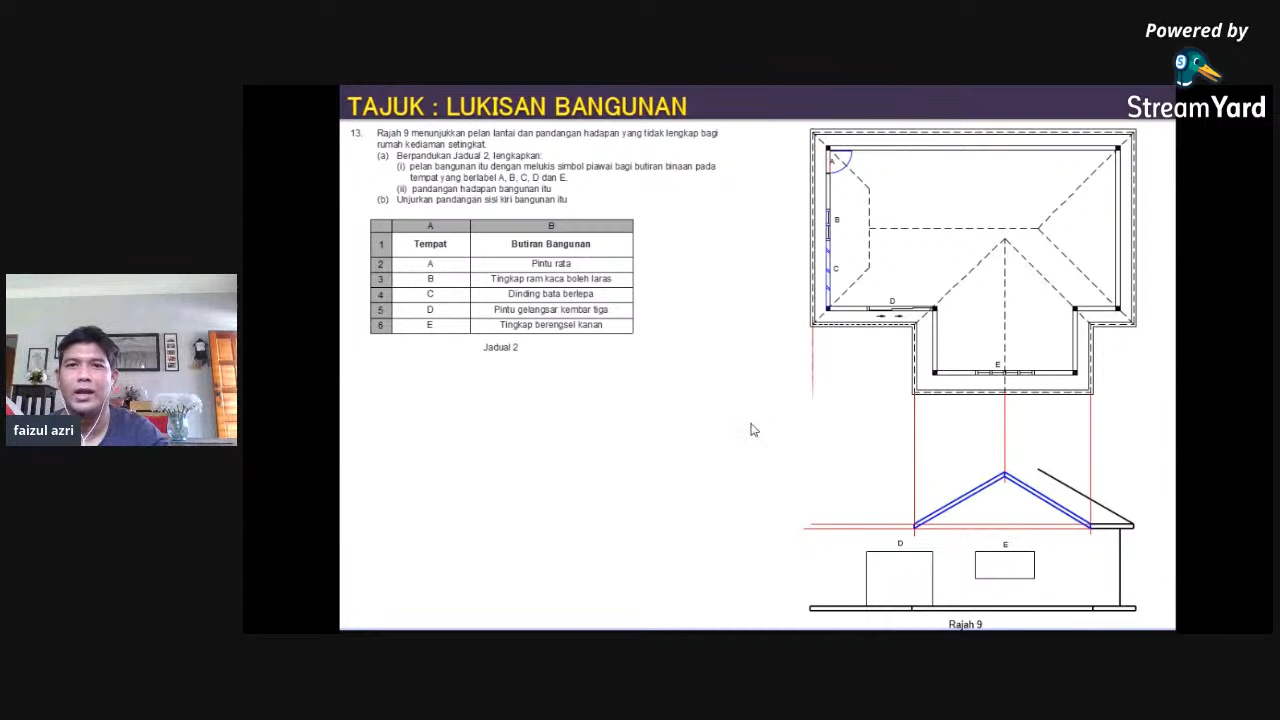 Powered by
StreamYard
TAJUK : LUKISAN BANGUNAN
13. Rajah 9 menunjukkan pelan lantai dan pandangan hadapan yang tidak lengkap bagi
rumah kediaman setingkat.
(a) Berpandukan Jadual 2, lengkapkan:
(i) pelan bangunan itu dengan melukis simbol piawai bagi butiran binaan pada
tempat yang berlabel A, B, C, D dan E.
(ii) pandangan hadapan bangunan itu
(b) Unjurkan pandangan sisi kiri bangunan itu
A B
1 Tempat Butiran Bangunan
2 A Pintu rata
3 B Tingkap ram kaca boleh laras
4 C Dinding bata berlepa
5 D Pintu gelangsar kembar tiga
6 E Tingkap berengsel kanan
Jadual 2
A
B
C
D
E
D E
Rajah 9
faizul azri